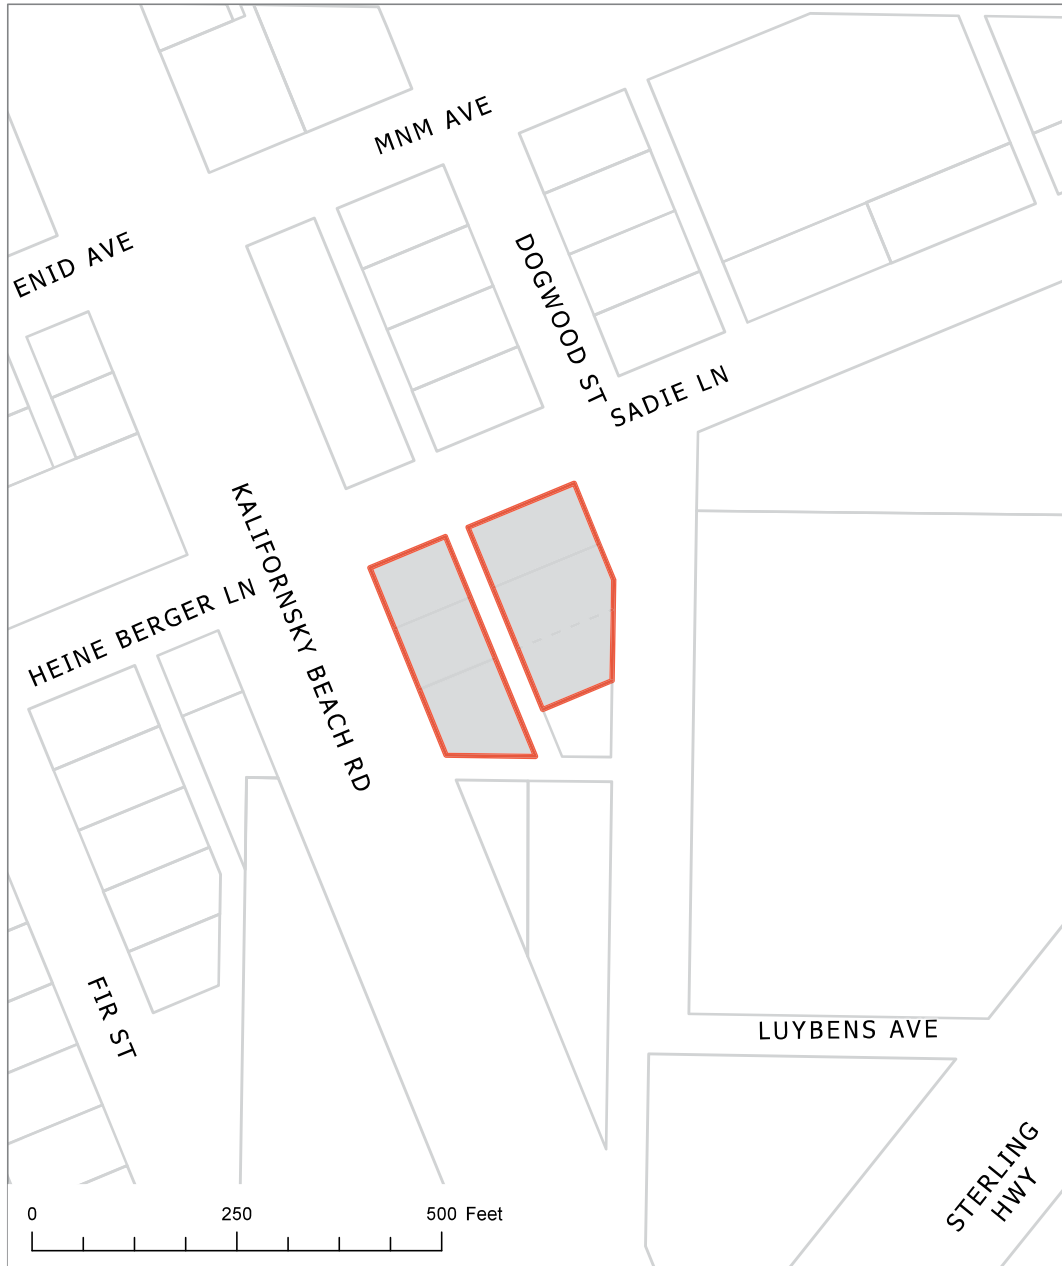 MNM AVE
ENID AVE
DOGWOOD ST
SADIE LN
KALIFORNSKY BEACH RD
HEINE BERGER LN
FIR ST
LUYBENS AVE
STERLING
HWY
0 250 500 Feet